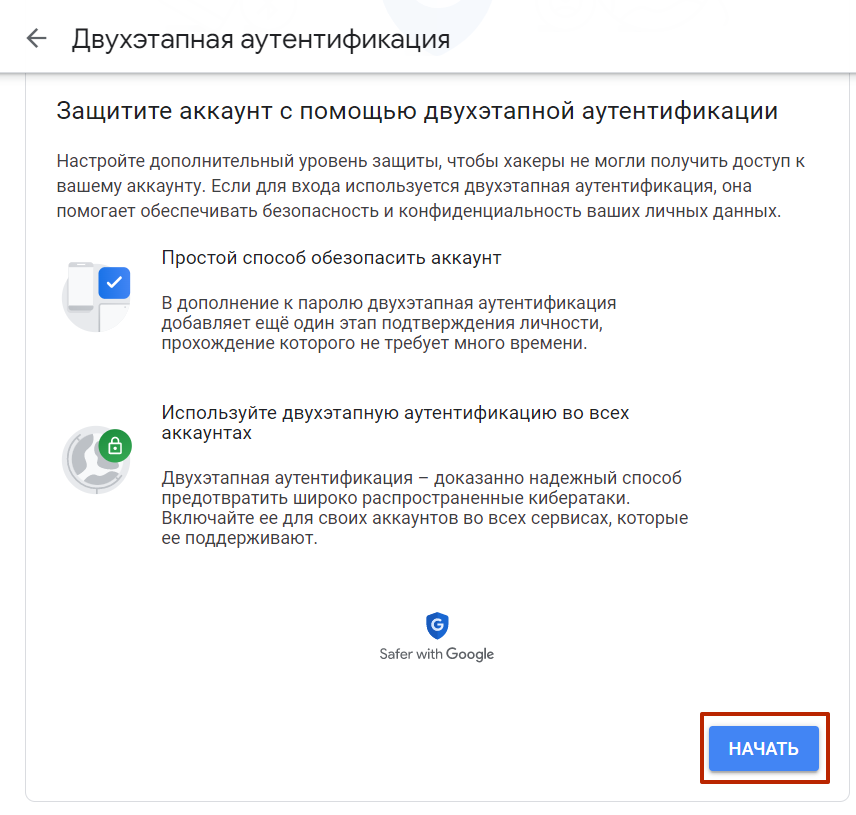 Двухэтапная аутентификация
Защитите аккаунт с помощью двухэтапной аутентификации
Настройте дополнительный уровень защиты, чтобы хакеры не могли получить доступ к
вашему аккаунту. Если для входа используется двухэтапная аутентификация, она
помогает обеспечивать безопасность и конфиденциальность ваших личных данных.
Простой способ обезопасить аккаунт
В дополнение к паролю двухэтапная аутентификация
добавляет ещё один этап подтверждения личности,
прохождение которого не требует много времени.
Используйте двухэтапную аутентификацию во всех
аккаунтах
Двухэтапная аутентификация – доказанно надежный способ
предотвратить широко распространенные кибератаки.
Включайте ее для своих аккаунтов во всех сервисах, которые
ее поддерживают.
G
Safer with Google
НАЧАТЬ